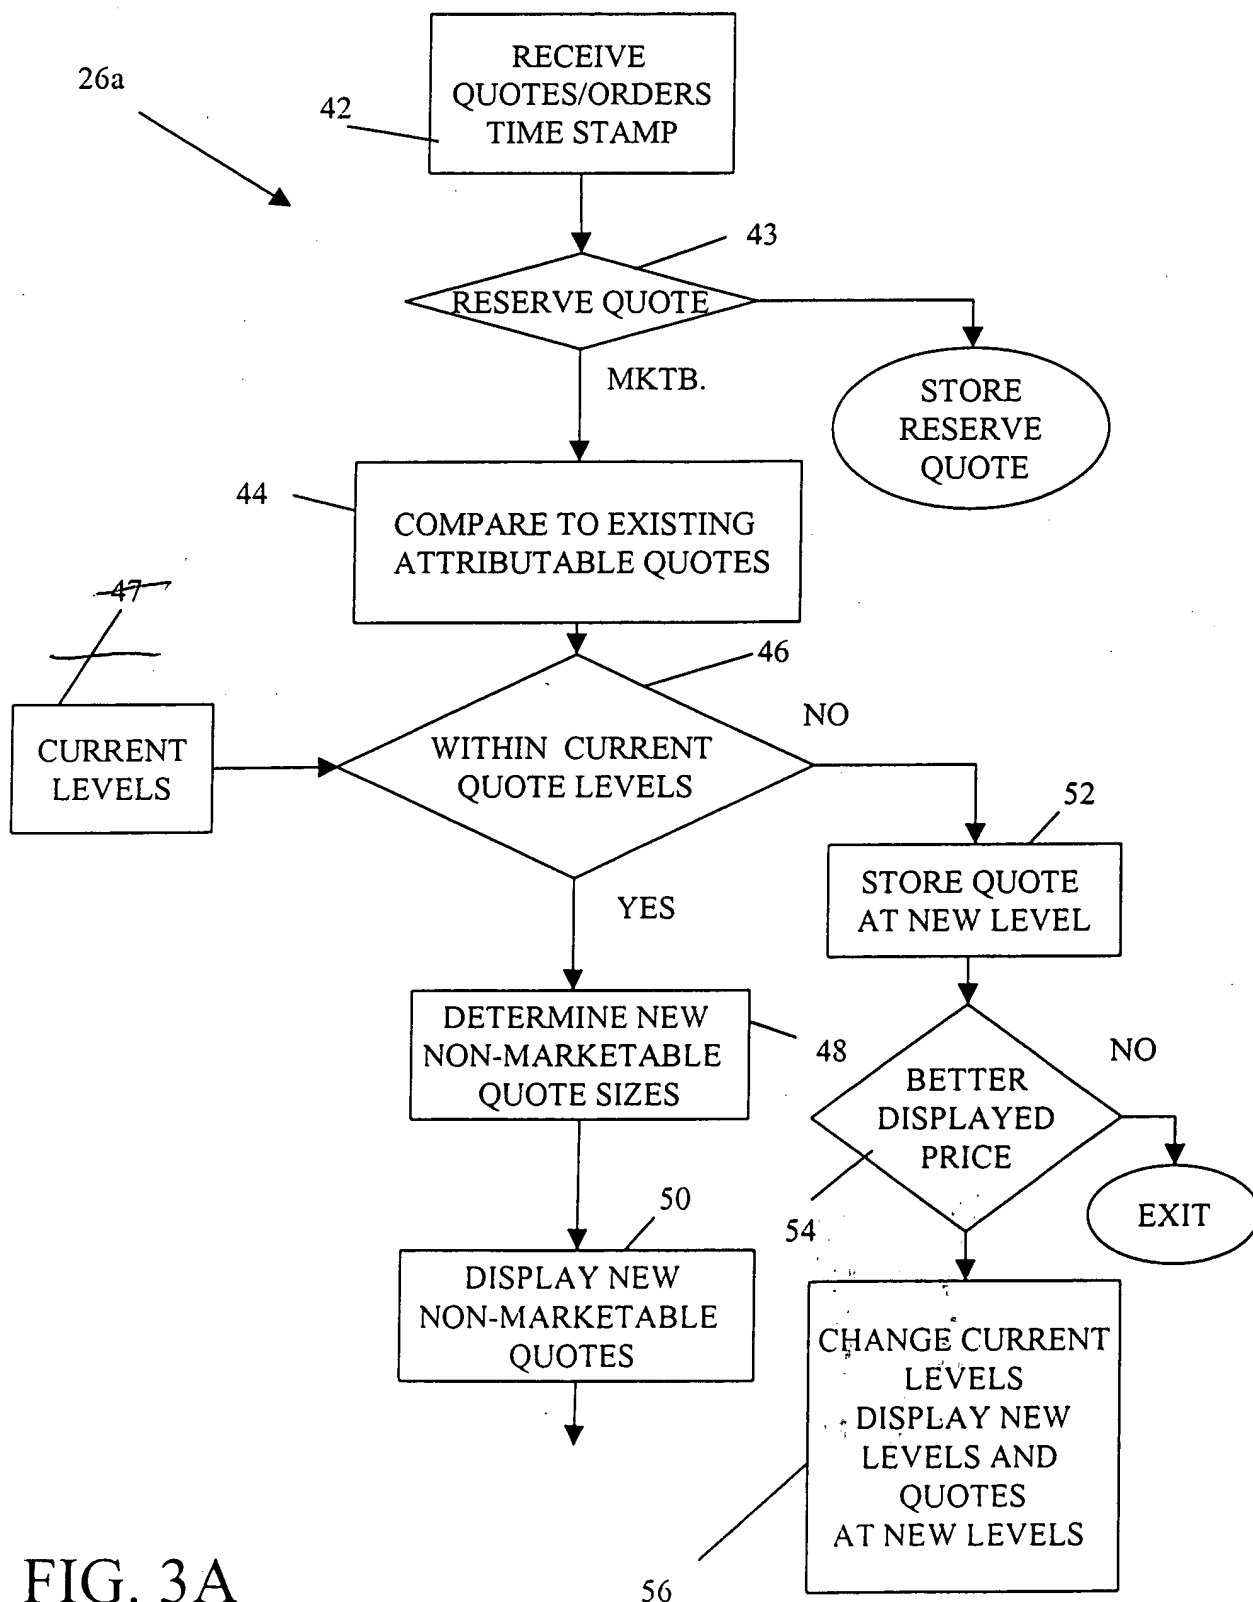 RECEIVE
QUOTES/ORDERS
TIME STAMP
26a
42
43
RESERVE QUOTE
MKTB.
STORE
RESERVE
QUOTE
44
COMPARE TO EXISTING
ATTRIBUTABLE QUOTES
47
46
NO
CURRENT
LEVELS
WITHIN CURRENT
QUOTE LEVELS
52
YES
STORE QUOTE
AT NEW LEVEL
DETERMINE NEW
NON-MARKETABLE
QUOTE SIZES
48
NO
BETTER
DISPLAYED
PRICE
50
54
EXIT
DISPLAY NEW
NON-MARKETABLE
QUOTES
CHANGE CURRENT
LEVELS
DISPLAY NEW
LEVELS AND
QUOTES
AT NEW LEVELS
56
FIG. 3A